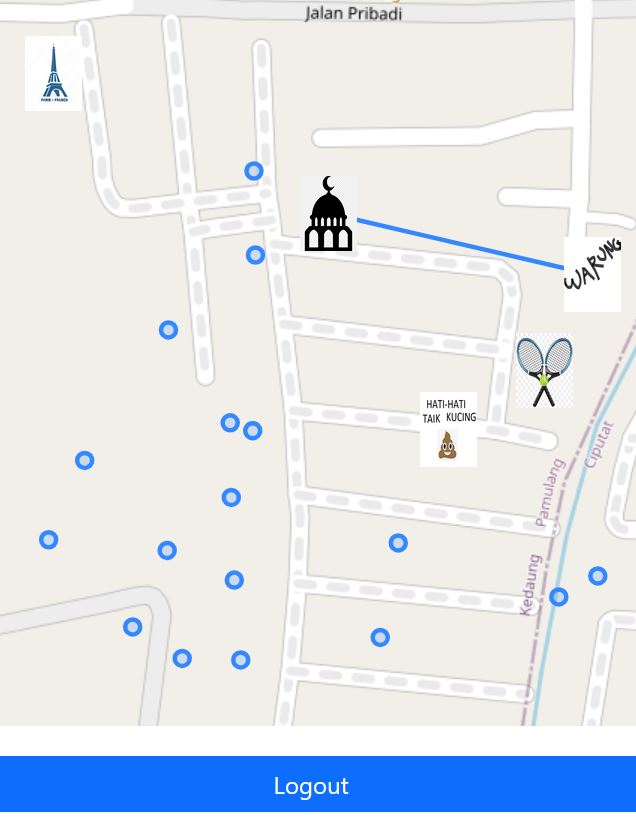 Jalan Pribadi
PARIS • FRANCE
WARUNG
HATI-HATI
TAIK KUCING
Ciputat
Pamulang
Kedaung
Logout